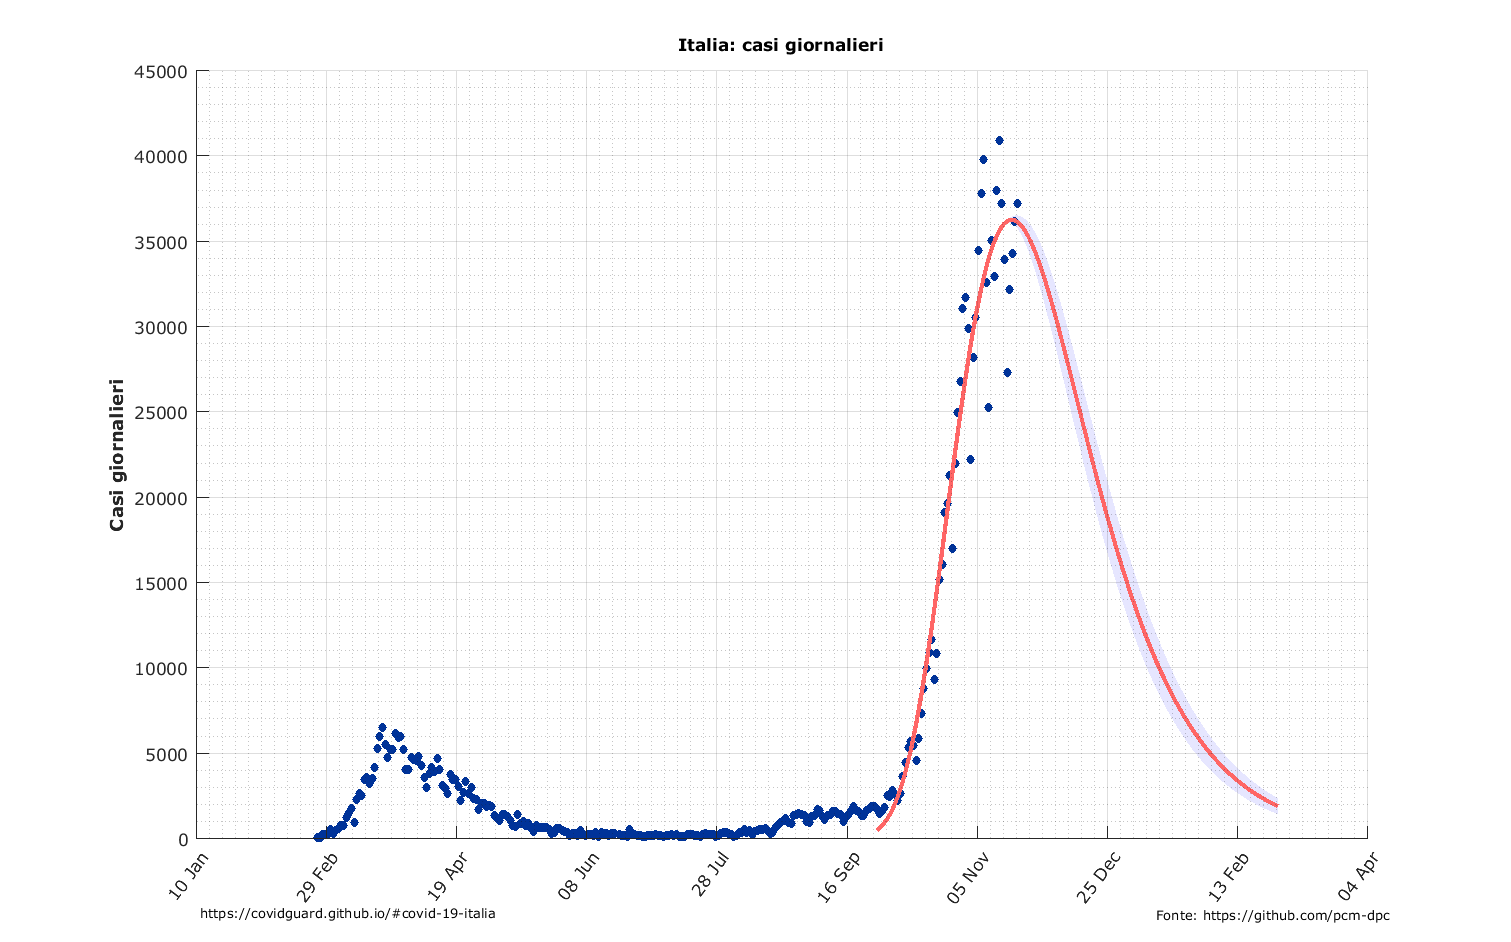 Italia: casi giornalieri
45000
40000
35000
30000
25000
20000
15000
10000
5000
0
Casi giornalieri
10 Jan
29 Feb
19 Apr
08 Jun
28 Jul
16 Sep
05 Nov
25 Dec
13 Feb
04 Apr
https://covidguard.github.io/#covid-19-italia
Fonte: https://github.com/pcm-dpc